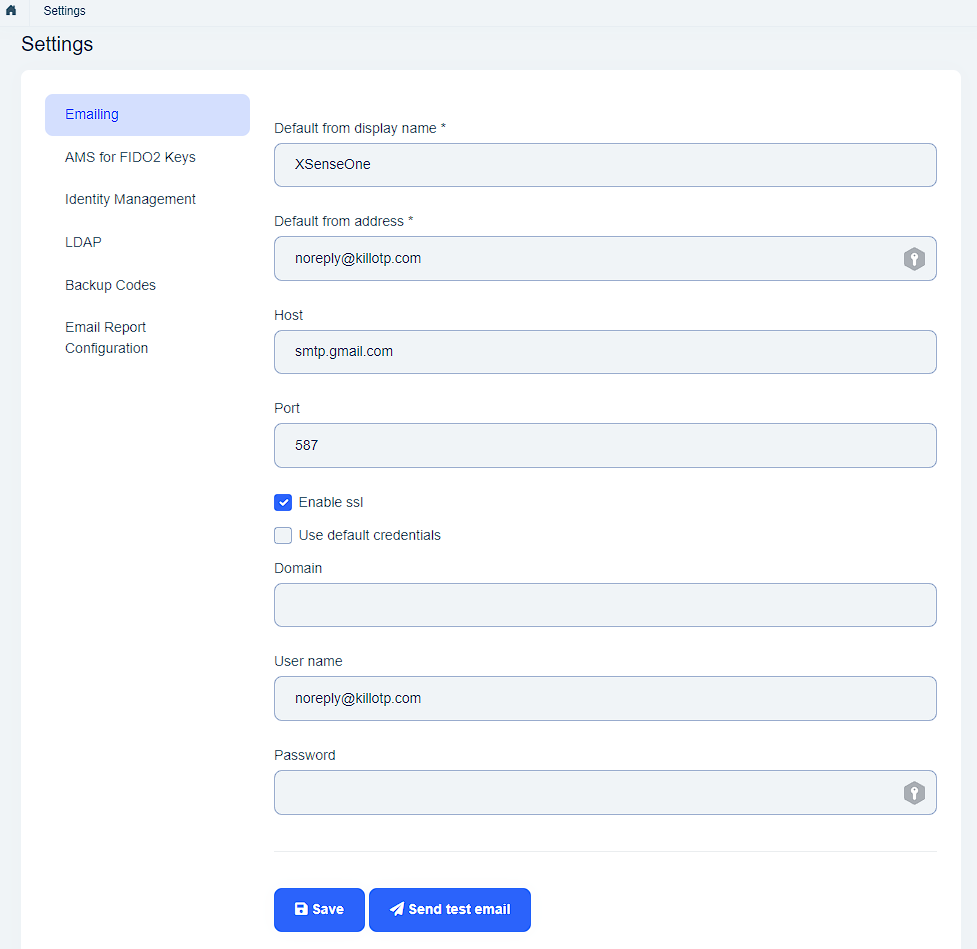 Settings
Settings
Emailing
AMS for FIDO2 Keys
Identity Management
LDAP
Backup Codes
Email Report
Configuration
Default from display name *
XSenseOne
Default from address *
noreply@killotp.com
Host
smtp.gmail.com
Port
587
Enable ssl
Use default credentials
Domain
User name
noreply@killotp.com
Password
Save
Send test email